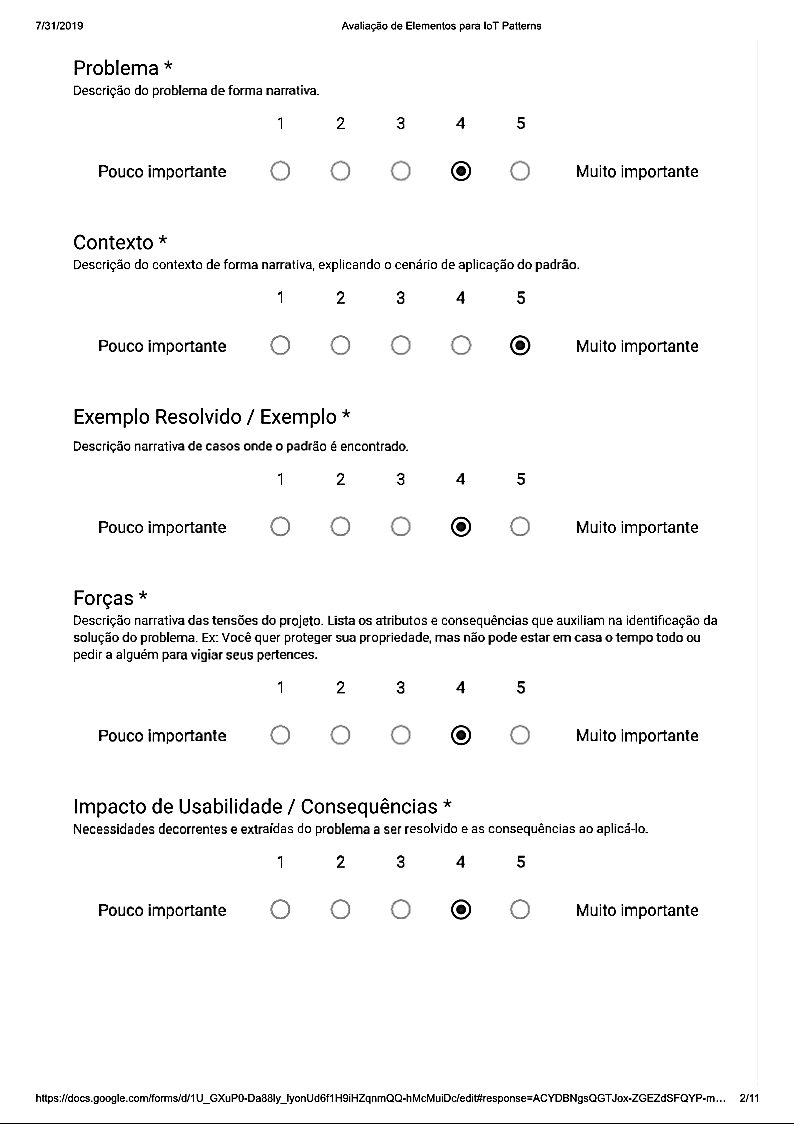 7/31/2019 Avaliação de Elementos para IoT Patterns
Problema *
Descrição do problema de forma narrativa.
1 2 3 4 5
Pouco importante Muito importante
Contexto *
Descrição do contexto de forma narrativa, explicando o cenário de aplicação do padrão.
1 2 3 4 5
Pouco importante Muito importante
Exemplo Resolvido / Exemplo *
Descrição narrativa de casos onde o padrão é encontrado.
1 2 3 4 5
Pouco importante Muito importante
Forças *
Descrição narrativa das tensões do projeto. Lista os atributos e consequências que auxiliam na identificação da
solução do problema. Ex: Você quer proteger sua propriedade, mas não pode estar em casa o tempo todo ou
pedir a alguém para vigiar seus pertences.
1 2 3 4 5
Pouco importante Muito importante
Impacto de Usabilidade / Consequências *
Necessidades decorrentes e extraídas do problema a ser resolvido e as consequências ao aplicá-lo.
1 2 3 4 5
Pouco importante Muito importante
https://docs.google.com/forms/d/1U_GXuP0-Da88ly_lyonUd6f1H9iHZqnmQQ-hMcMuiDc/edit#response=ACYDBNgsQGTJox-ZGEZdSFQYP-m... 2/11